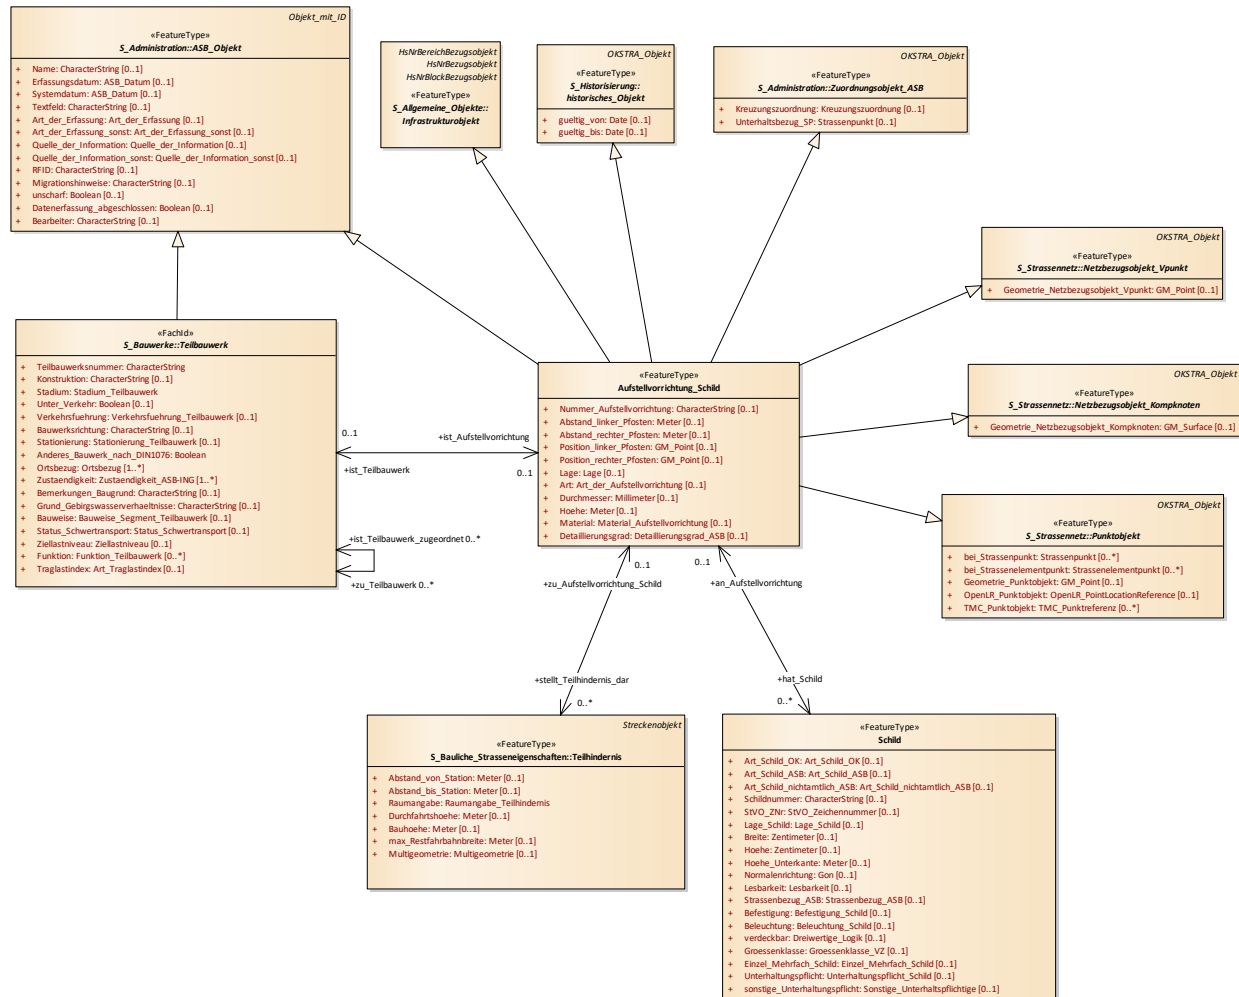 Objekt_mit_ID
«FeatureType»
S_Administration::ASB_Objekt
+ Name: CharacterString [0..1]
+ Erfassungsdatum: ASB_Datum [0..1]
+ Systemdatum: ASB_Datum [0..1]
+ Textfeld: CharacterString [0..1]
+ Art_der_Erfassung: Art_der_Erfassung [0..1]
+ Art_der_Erfassung_sonst: Art_der_Erfassung_sonst [0..1]
+ Quelle_der_Information: Quelle_der_Information [0..1]
+ Quelle_der_Information_sonst: Quelle_der_Information_sonst [0..1]
+ RFID: CharacterString [0..1]
+ Migrationshinweise: CharacterString [0..1]
+ unscharf: Boolean [0..1]
+ Datenerfassung_abgeschlossen: Boolean [0..1]
+ Bearbeiter: CharacterString [0..1]
HsNrBereichBezugsobjekt
HsNrBezugsobjekt
HsNrBlockBezugsobjekt
«FeatureType»
S_Allgemeine_Objekte::
Infrastrukturobjekt
OKSTRA_Objekt
«FeatureType»
S_Historisierung::
historisches_Objekt
+ gueltig_von: Date [0..1]
+ gueltig_bis: Date [0..1]
OKSTRA_Objekt
«FeatureType»
S_Administration::Zuordnungsobjekt_ASB
+ Kreuzungszuordnung: Kreuzungszuordnung [0..1]
+ Unterhaltsbezug_SP: Strassenpunkt [0..1]
OKSTRA_Objekt
«FeatureType»
S_Strassennetz::Netzbezugsobjekt_Vpunkt
+ Geometrie_Netzbezugsobjekt_Vpunkt: GM_Point [0..1]
«FachId»
S_Bauwerke::Teilbauwerk
+ Teilbauwerksnummer: CharacterString
+ Konstruktion: CharacterString [0..1]
+ Stadium: Stadium_Teilbauwerk
+ Unter_Verkehr: Boolean [0..1]
+ Verkehrsfuehrung: Verkehrsfuehrung_Teilbauwerk [0..1]
+ Bauwerksrichtung: CharacterString [0..1]
+ Stationierung: Stationierung_Teilbauwerk [0..1]
+ Anderes_Bauwerk_nach_DIN1076: Boolean
+ Ortsbezug: Ortsbezug [1..*]
+ Zustaendigkeit: Zustaendigkeit_ASB-ING [1..*]
+ Bemerkungen_Baugrund: CharacterString [0..1]
+ Grund_Gebirgswasserverhaeltnisse: CharacterString [0..1]
+ Bauweise: Bauweise_Segment_Teilbauwerk [0..1]
+ Status_Schwertransport: Status_Schwertransport [0..1]
+ Ziellastniveau: Ziellastniveau [0..1]
+ Funktion: Funktion_Teilbauwerk [0..*]
+ Traglastindex: Art_Traglastindex [0..1]
0..1
+ist_Teilbauwerk
+ist_Aufstellvorrichtung
0..1
+ist_Teilbauwerk_zugeordnet 0..*
+zu_Teilbauwerk 0..*
«FeatureType»
Aufstellvorrichtung_Schild
+ Nummer_Aufstellvorrichtung: CharacterString [0..1]
+ Abstand_linker_Pfosten: Meter [0..1]
+ Abstand_rechter_Pfosten: Meter [0..1]
+ Position_linker_Pfosten: GM_Point [0..1]
+ Position_rechter_Pfosten: GM_Point [0..1]
+ Lage: Lage [0..1]
+ Art: Art_der_Aufstellvorrichtung [0..1]
+ Durchmesser: Millimeter [0..1]
+ Hoehe: Meter [0..1]
+ Material: Material_Aufstellvorrichtung [0..1]
+ Detaillierungsgrad: Detaillierungsgrad_ASB [0..1]
OKSTRA_Objekt
«FeatureType»
S_Strassennetz::Netzbezugsobjekt_Kompknoten
+ Geometrie_Netzbezugsobjekt_Kompknoten: GM_Surface [0..1]
OKSTRA_Objekt
«FeatureType»
S_Strassennetz::Punktobjekt
+ bei_Strassenpunkt: Strassenpunkt [0..*]
+ bei_Strassenelementpunkt: Strassenelementpunkt [0..*]
+ Geometrie_Punktobjekt: GM_Point [0..1]
+ OpenLR_Punktobjekt: OpenLR_PointLocationReference [0..1]
+ TMC_Punktobjekt: TMC_Punktreferenz [0..*]
0..1
+zu_Aufstellvorrichtung_Schild
0..1
+an_Aufstellvorrichtung
+stellt_Teilhindernis_dar
0..*
+hat_Schild
0..*
Streckenobjekt
«FeatureType»
S_Bauliche_Strasseneigenschaften::Teilhindernis
+ Abstand_von_Station: Meter [0..1]
+ Abstand_bis_Station: Meter [0..1]
+ Raumangabe: Raumangabe_Teilhindernis
+ Durchfahrtshoehe: Meter [0..1]
+ Bauhoehe: Meter [0..1]
+ max_Restfahrbahnbreite: Meter [0..1]
+ Multigeometrie: Multigeometrie [0..1]
«FeatureType»
Schild
+ Art_Schild_OK: Art_Schild_OK [0..1]
+ Art_Schild_ASB: Art_Schild_ASB [0..1]
+ Art_Schild_nichtamtlich_ASB: Art_Schild_nichtamtlich_ASB [0..1]
+ Schildnummer: CharacterString [0..1]
+ StVO_ZNr: StVO_Zeichennummer [0..1]
+ Lage_Schild: Lage_Schild [0..1]
+ Breite: Zentimeter [0..1]
+ Hoehe: Zentimeter [0..1]
+ Hoehe_Unterkante: Meter [0..1]
+ Normalenrichtung: Gon [0..1]
+ Lesbarkeit: Lesbarkeit [0..1]
+ Strassenbezug_ASB: Strassenbezug_ASB [0..1]
+ Befestigung: Befestigung_Schild [0..1]
+ Beleuchtung: Beleuchtung_Schild [0..1]
+ verdeckbar: Dreiwertige_Logik [0..1]
+ Groessenklasse: Groessenklasse_VZ [0..1]
+ Einzel_Mehrfach_Schild: Einzel_Mehrfach_Schild [0..1]
+ Unterhaltungspflicht: Unterhaltungspflicht_Schild [0..1]
+ sonstige_Unterhaltungspflicht: Sonstige_Unterhaltspflichtige [0..1]